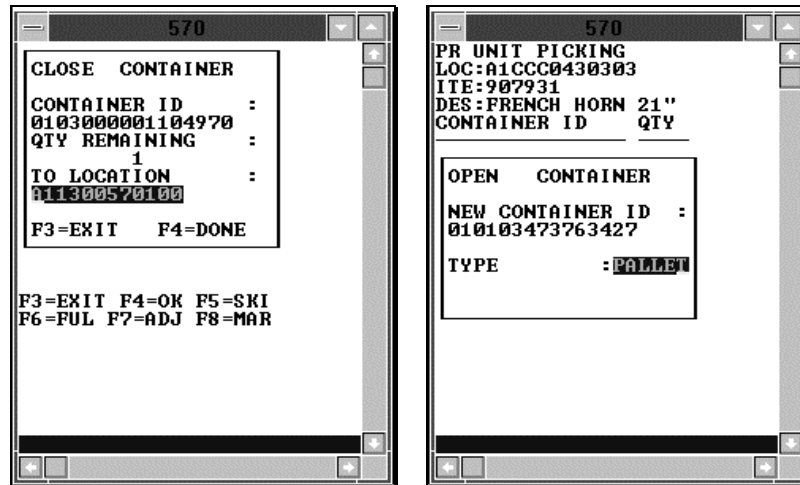 570
CLOSE CONTAINER
CONTAINER ID :
0103000001104970
QTY REMAINING :
1
TO LOCATION :
A11300570100
F3=EXIT F4=DONE
F3=EXIT F4=OK F5=SKI
F6=FUL F7=ADJ F8=MAR
570
PR UNIT PICKING
LOC:A1CCC0430303
ITE:907931
DES:FRENCH HORN 21"
CONTAINER ID QTY
OPEN CONTAINER
NEW CONTAINER ID :
010103473763427
TYPE :PALLET